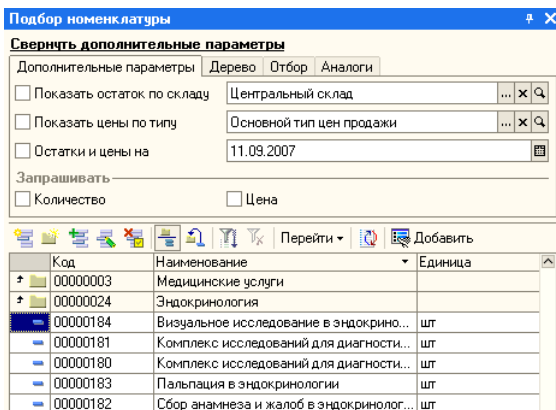 Подбор номенклатуры
Свернуть дополнительные параметры
Дополнительные параметры Дерево Отбор Аналоги
Показать остаток по складу Центральный склад ...
Показать цены по типу Основной тип цен продажи ...
Остатки и цены на 11.09.2007
Запрашивать
Количество Цена
Перейти Добавить
Код Наименование Единица
00000003 Медицинские услуги
00000024 Эндокринология
00000184 Визуальное исследование в эндокрино... шт
00000181 Комплекс исследований для диагности... шт
00000180 Комплекс исследований для диагности... шт
00000183 Пальпация в эндокринологии шт
00000182 Сбор анамнеза и жалоб в эндокринолог... шт